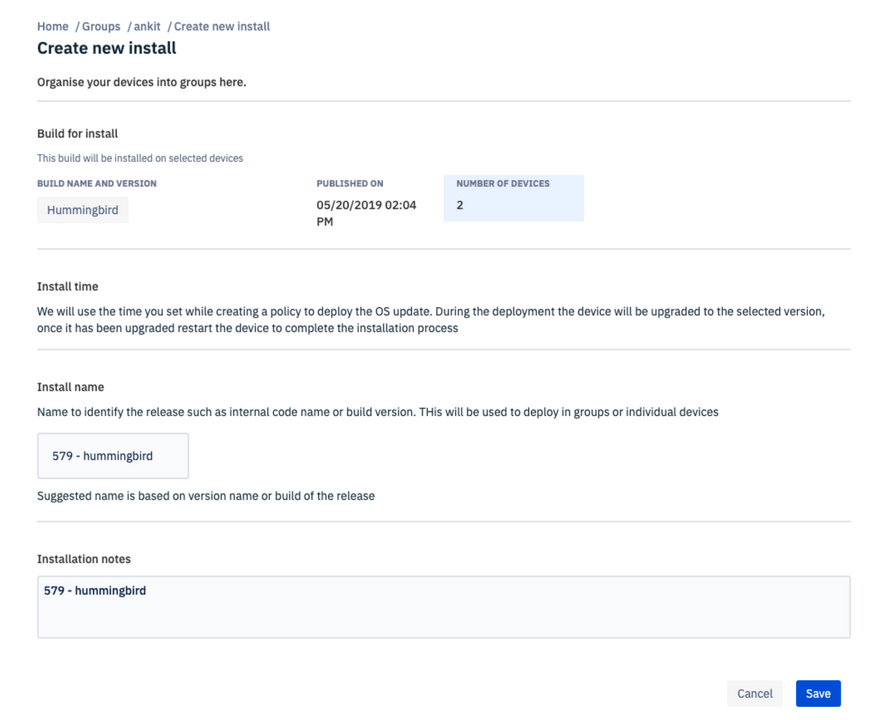 Home / Groups / ankit / Create new install
Create new install
Organise your devices into groups here.
Build for install
This build will be installed on selected devices
BUILD NAME AND VERSION PUBLISHED ON NUMBER OF DEVICES
Hummingbird 05/20/2019 02:04 2
PM
Install time
We will use the time you set while creating a policy to deploy the OS update. During the deployment the device will be upgraded to the selected version,
once it has been upgraded restart the device to complete the installation process
Install name
Name to identify the release such as internal code name or build version. THis will be used to deploy in groups or individual devices
579 - hummingbird
Suggested name is based on version name or build of the release
Installation notes
579 - hummingbird
Cancel Save